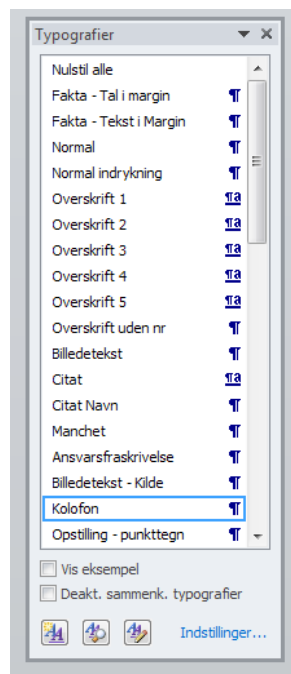 Typografier
Nulstil alle
Fakta - Tal i margin ¶
Fakta - Tekst i Margin ¶
Normal ¶
Normal indrykning ¶
Overskrift 1 ¶a
Overskrift 2 ¶a
Overskrift 3 ¶a
Overskrift 4 ¶a
Overskrift 5 ¶a
Overskrift uden nr ¶
Billedetekst ¶
Citat ¶a
Citat Navn ¶
Manchet ¶
Ansvarsfraskrivelse ¶
Billedetekst - Kilde ¶
Kolofon ¶
Opstilling - punkttegn ¶
Vis eksempel
Deakt. sammenk. typografier
Indstillinger...